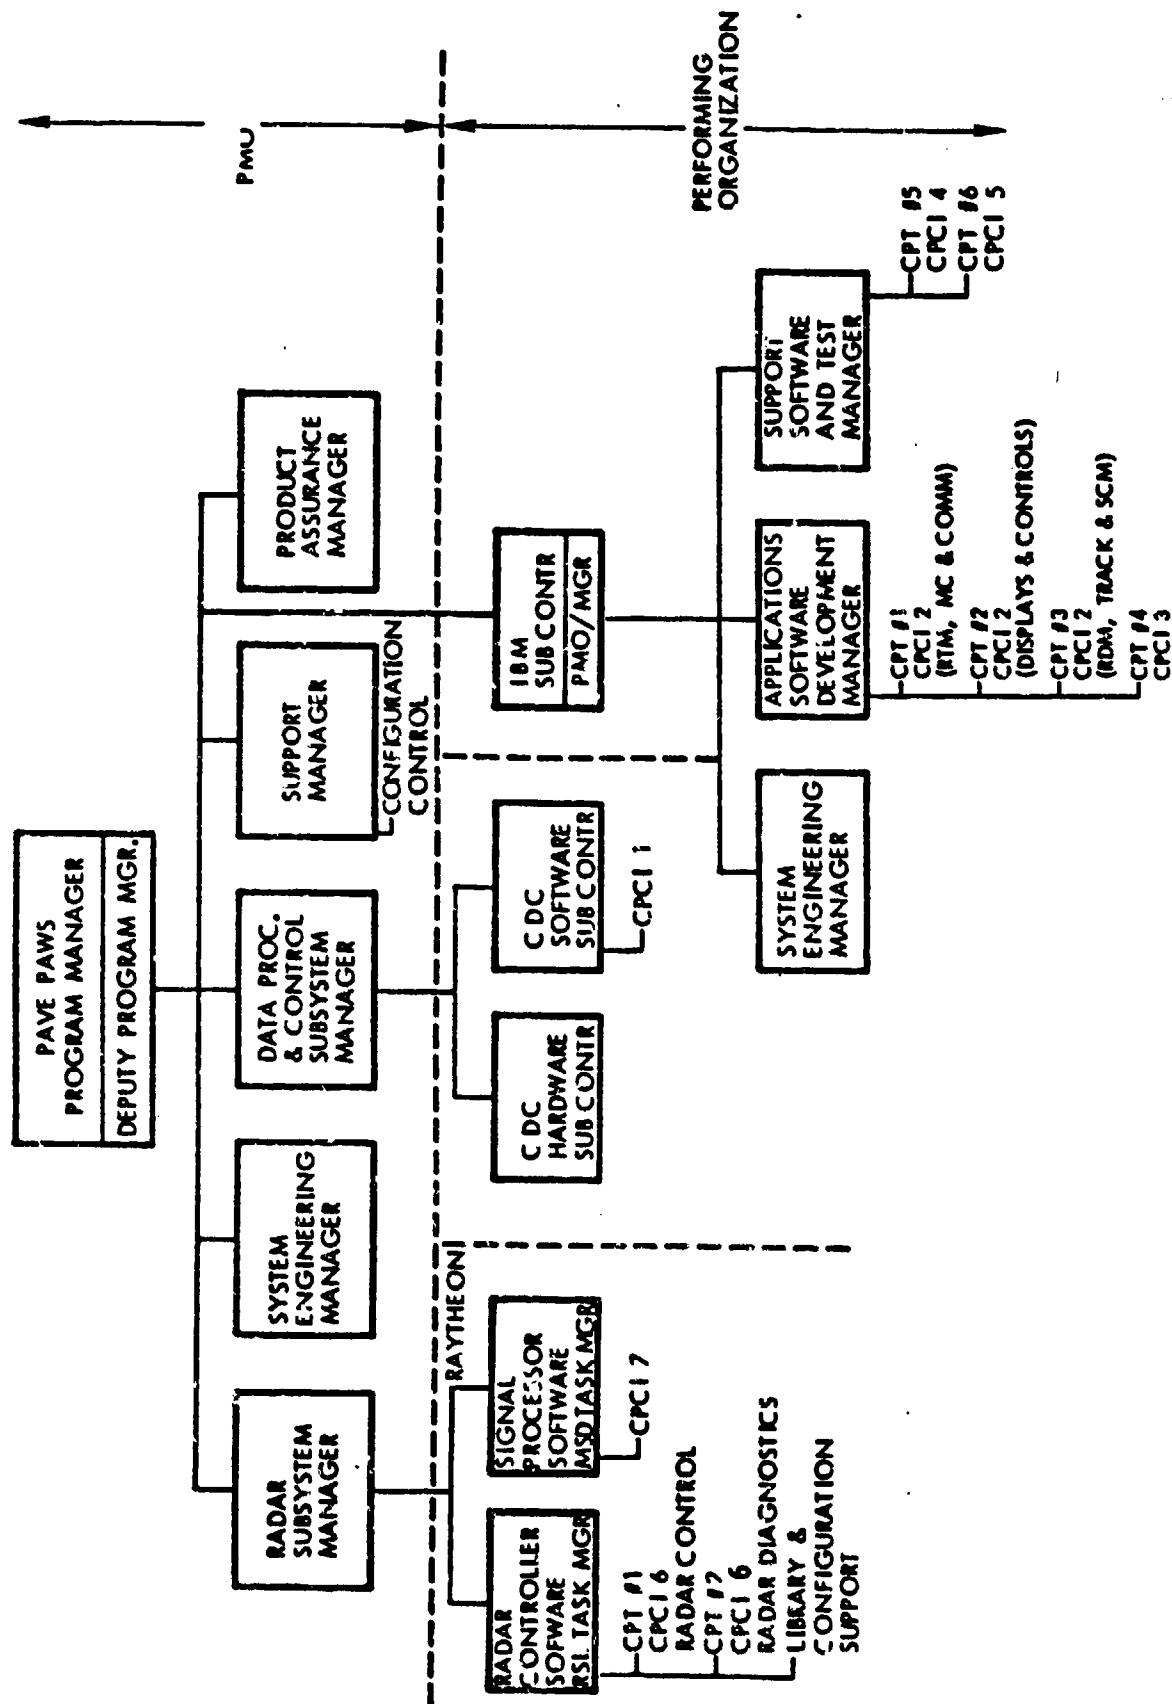 PAVE PAWS
PROGRAM MANAGER
DEPUTY PROGRAM MGR.
RADAR
SUBSYSTEM
MANAGER
SYSTEM
ENGINEERING
MANAGER
DATA PROC.
& CONTROL
SUBSYSTEM
MANAGER
SUPPORT
MANAGER
CONFIGURATION
CONTROL
PRODUCT
ASSURANCE
MANAGER
PMO
RAYTHEON
RADAR
CONTROLLER
SOFWARE
RSL TASK MGR
CPT #1
CPCI 6
RADAR CONTROL
CPT #2
CPCI 6
RADAR DIAGNOSTICS
LIBRARY &
CONFIGURATION
SUPPORT
SIGNAL
PROCESSOR
SOFTWARE
MSD TASK MGR
CPCI 7
CDC
HARDWARE
SUB CONTR
CDC
SOFTWARE
SUB CONTR
CPCI 1
IBM
SUB CONTR
PMO/MGR
PERFORMING
ORGANIZATION
SYSTEM
ENGINEERING
MANAGER
APPLICATIONS
SOFTWARE
DEVELOPMENT
MANAGER
CPT #1
CPCI 2
(RTM, MC & COMM)
CPT #2
CPCI 2
(DISPLAYS & CONTROLS)
CPT #3
CPCI 2
(RDM, TRACK & SCM)
CPT #4
CPCI 3
SUPPORT
SOFTWARE
AND TEST
MANAGER
CPT #5
CPCI 4
CPT #6
CPCI 5